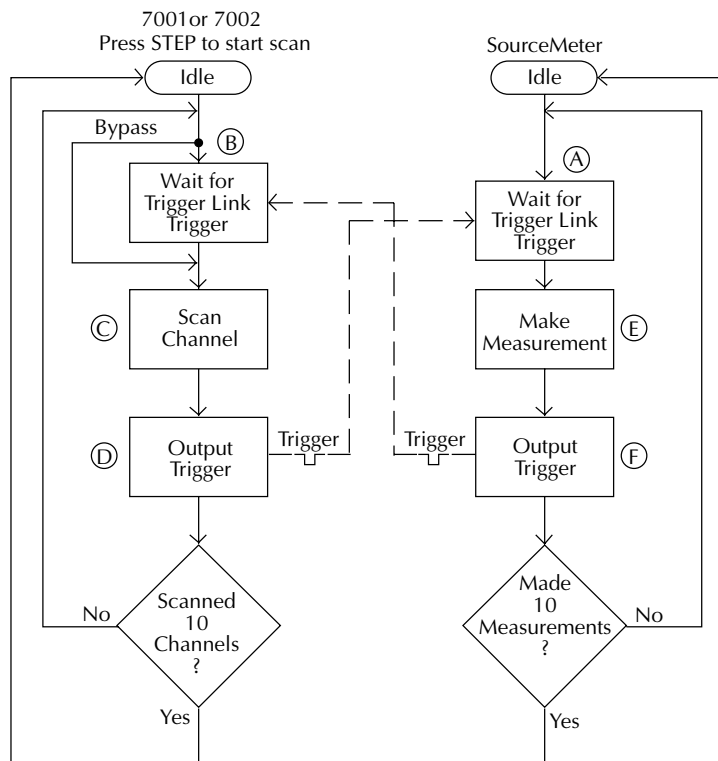 7001 or 7002
Press STEP to start scan
Idle
Bypass
B
Wait for
Trigger Link
Trigger
C
Scan
Channel
D
Output
Trigger
Trigger
No
Scanned
10
Channels
?
Yes
SourceMeter
Idle
A
Wait for
Trigger Link
Trigger
Make
Measurement
E
Trigger
Output
Trigger
F
Made
10
Measurements
?
No
Yes